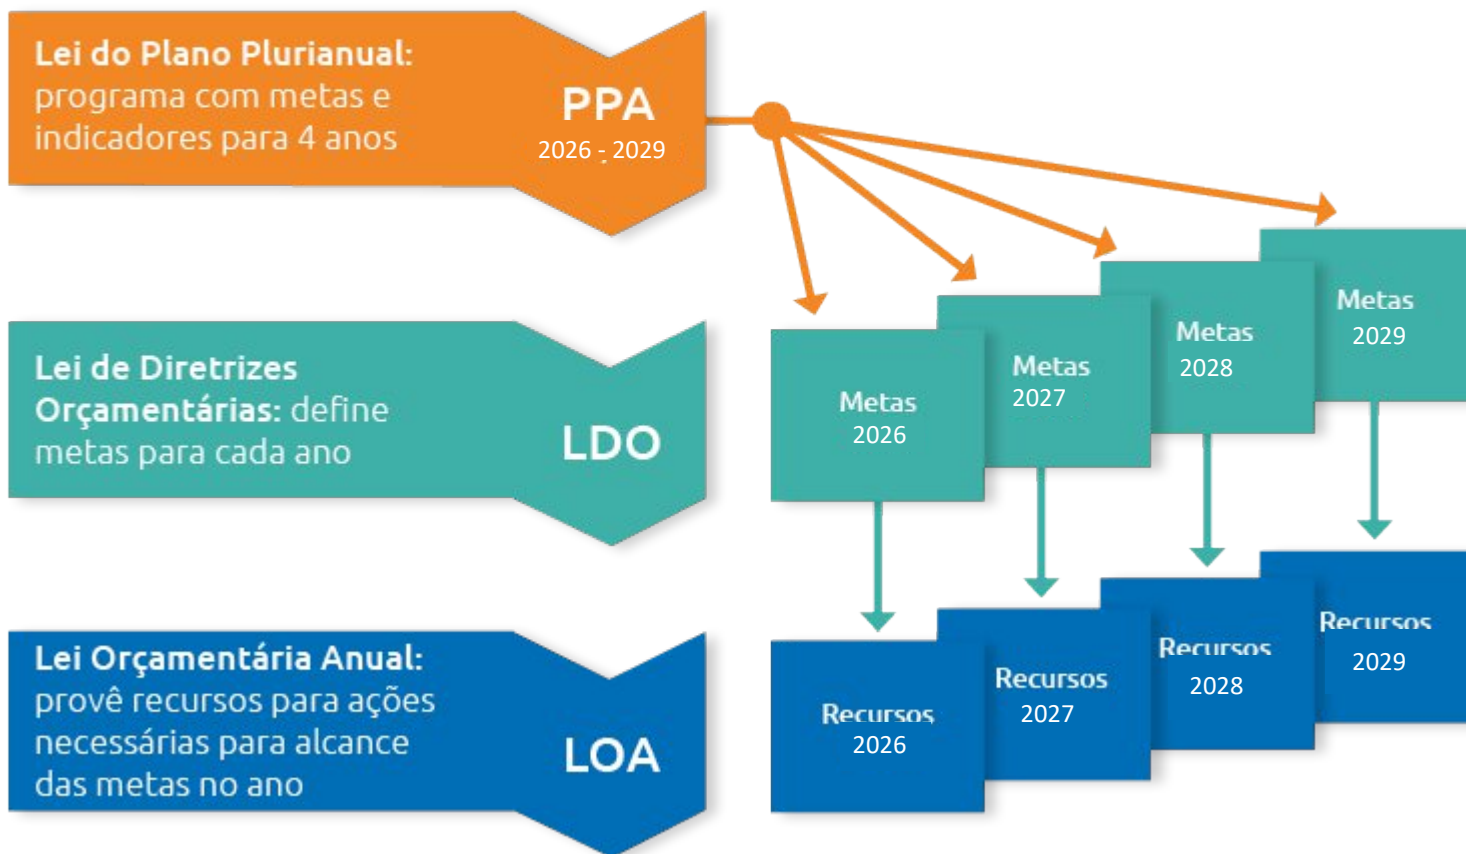 Lei do Plano Plurianual:
programa com metas e
indicadores para 4 anos
PPA
2026 - 2029
Lei de Diretrizes
Orçamentárias: define
metas para cada ano
LDO
Metas
2026
Metas
2027
Metas
2028
Metas
2029
Lei Orçamentária Anual:
provê recursos para ações
necessárias para alcance
das metas no ano
LOA
Recursos
2026
Recursos
2027
Recursos
2028
Recursos
2029